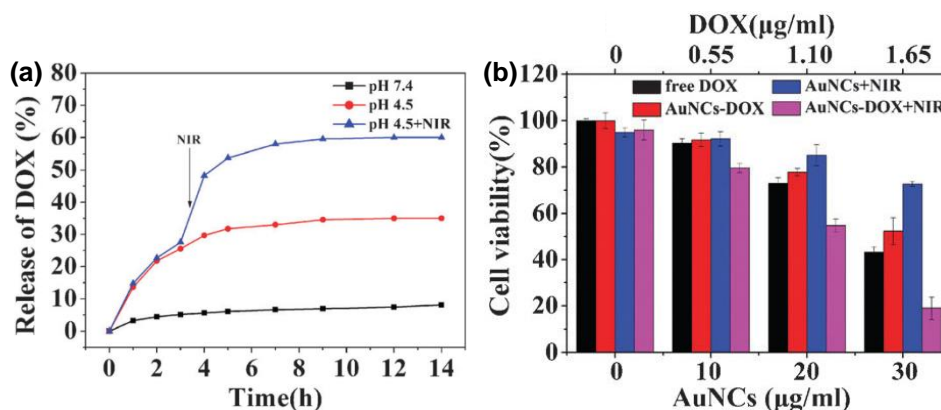 (a)
Release of DOX (%)
80
70
60
50
40
30
20
10
0
pH 7.4
pH 4.5
pH 4.5+NIR
NIR
0 2 4 6 8 10 12 14
Time(h)
(b)
DOX(μg/ml)
0 0.55 1.10 1.65
Cell viability(%)
120
100
80
60
40
20
0
free DOX AuNCs+NIR
AuNCs-DOX AuNCs-DOX+NIR
0 10 20 30
AuNCs (μg/ml)